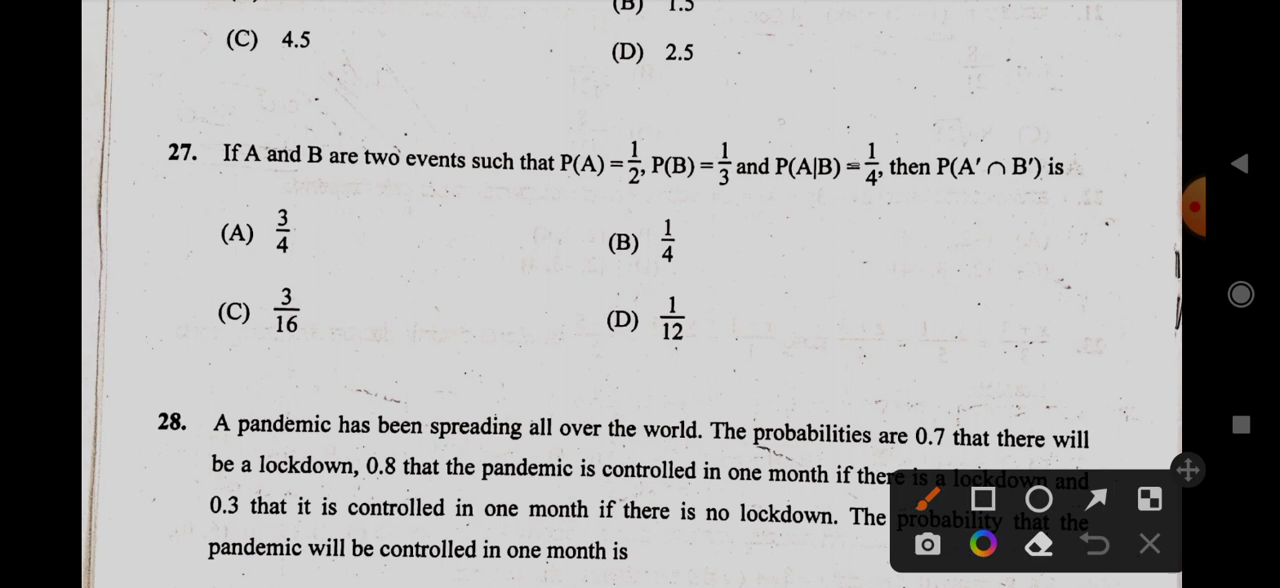 (B) 1.5
(C) 4.5
(D) 2.5
27. If A and B are two events such that P(A) = 1/2, P(B) = 1/3 and P(A|B) = 1/4, then P(A′ ∩ B′) is
(A) 3/4
(B) 1/4
(C) 3/16
(D) 1/12
28. A pandemic has been spreading all over the world. The probabilities are 0.7 that there will
be a lockdown, 0.8 that the pandemic is controlled in one month if there is a lockdown and
0.3 that it is controlled in one month if there is no lockdown. The probability that the
pandemic will be controlled in one month is